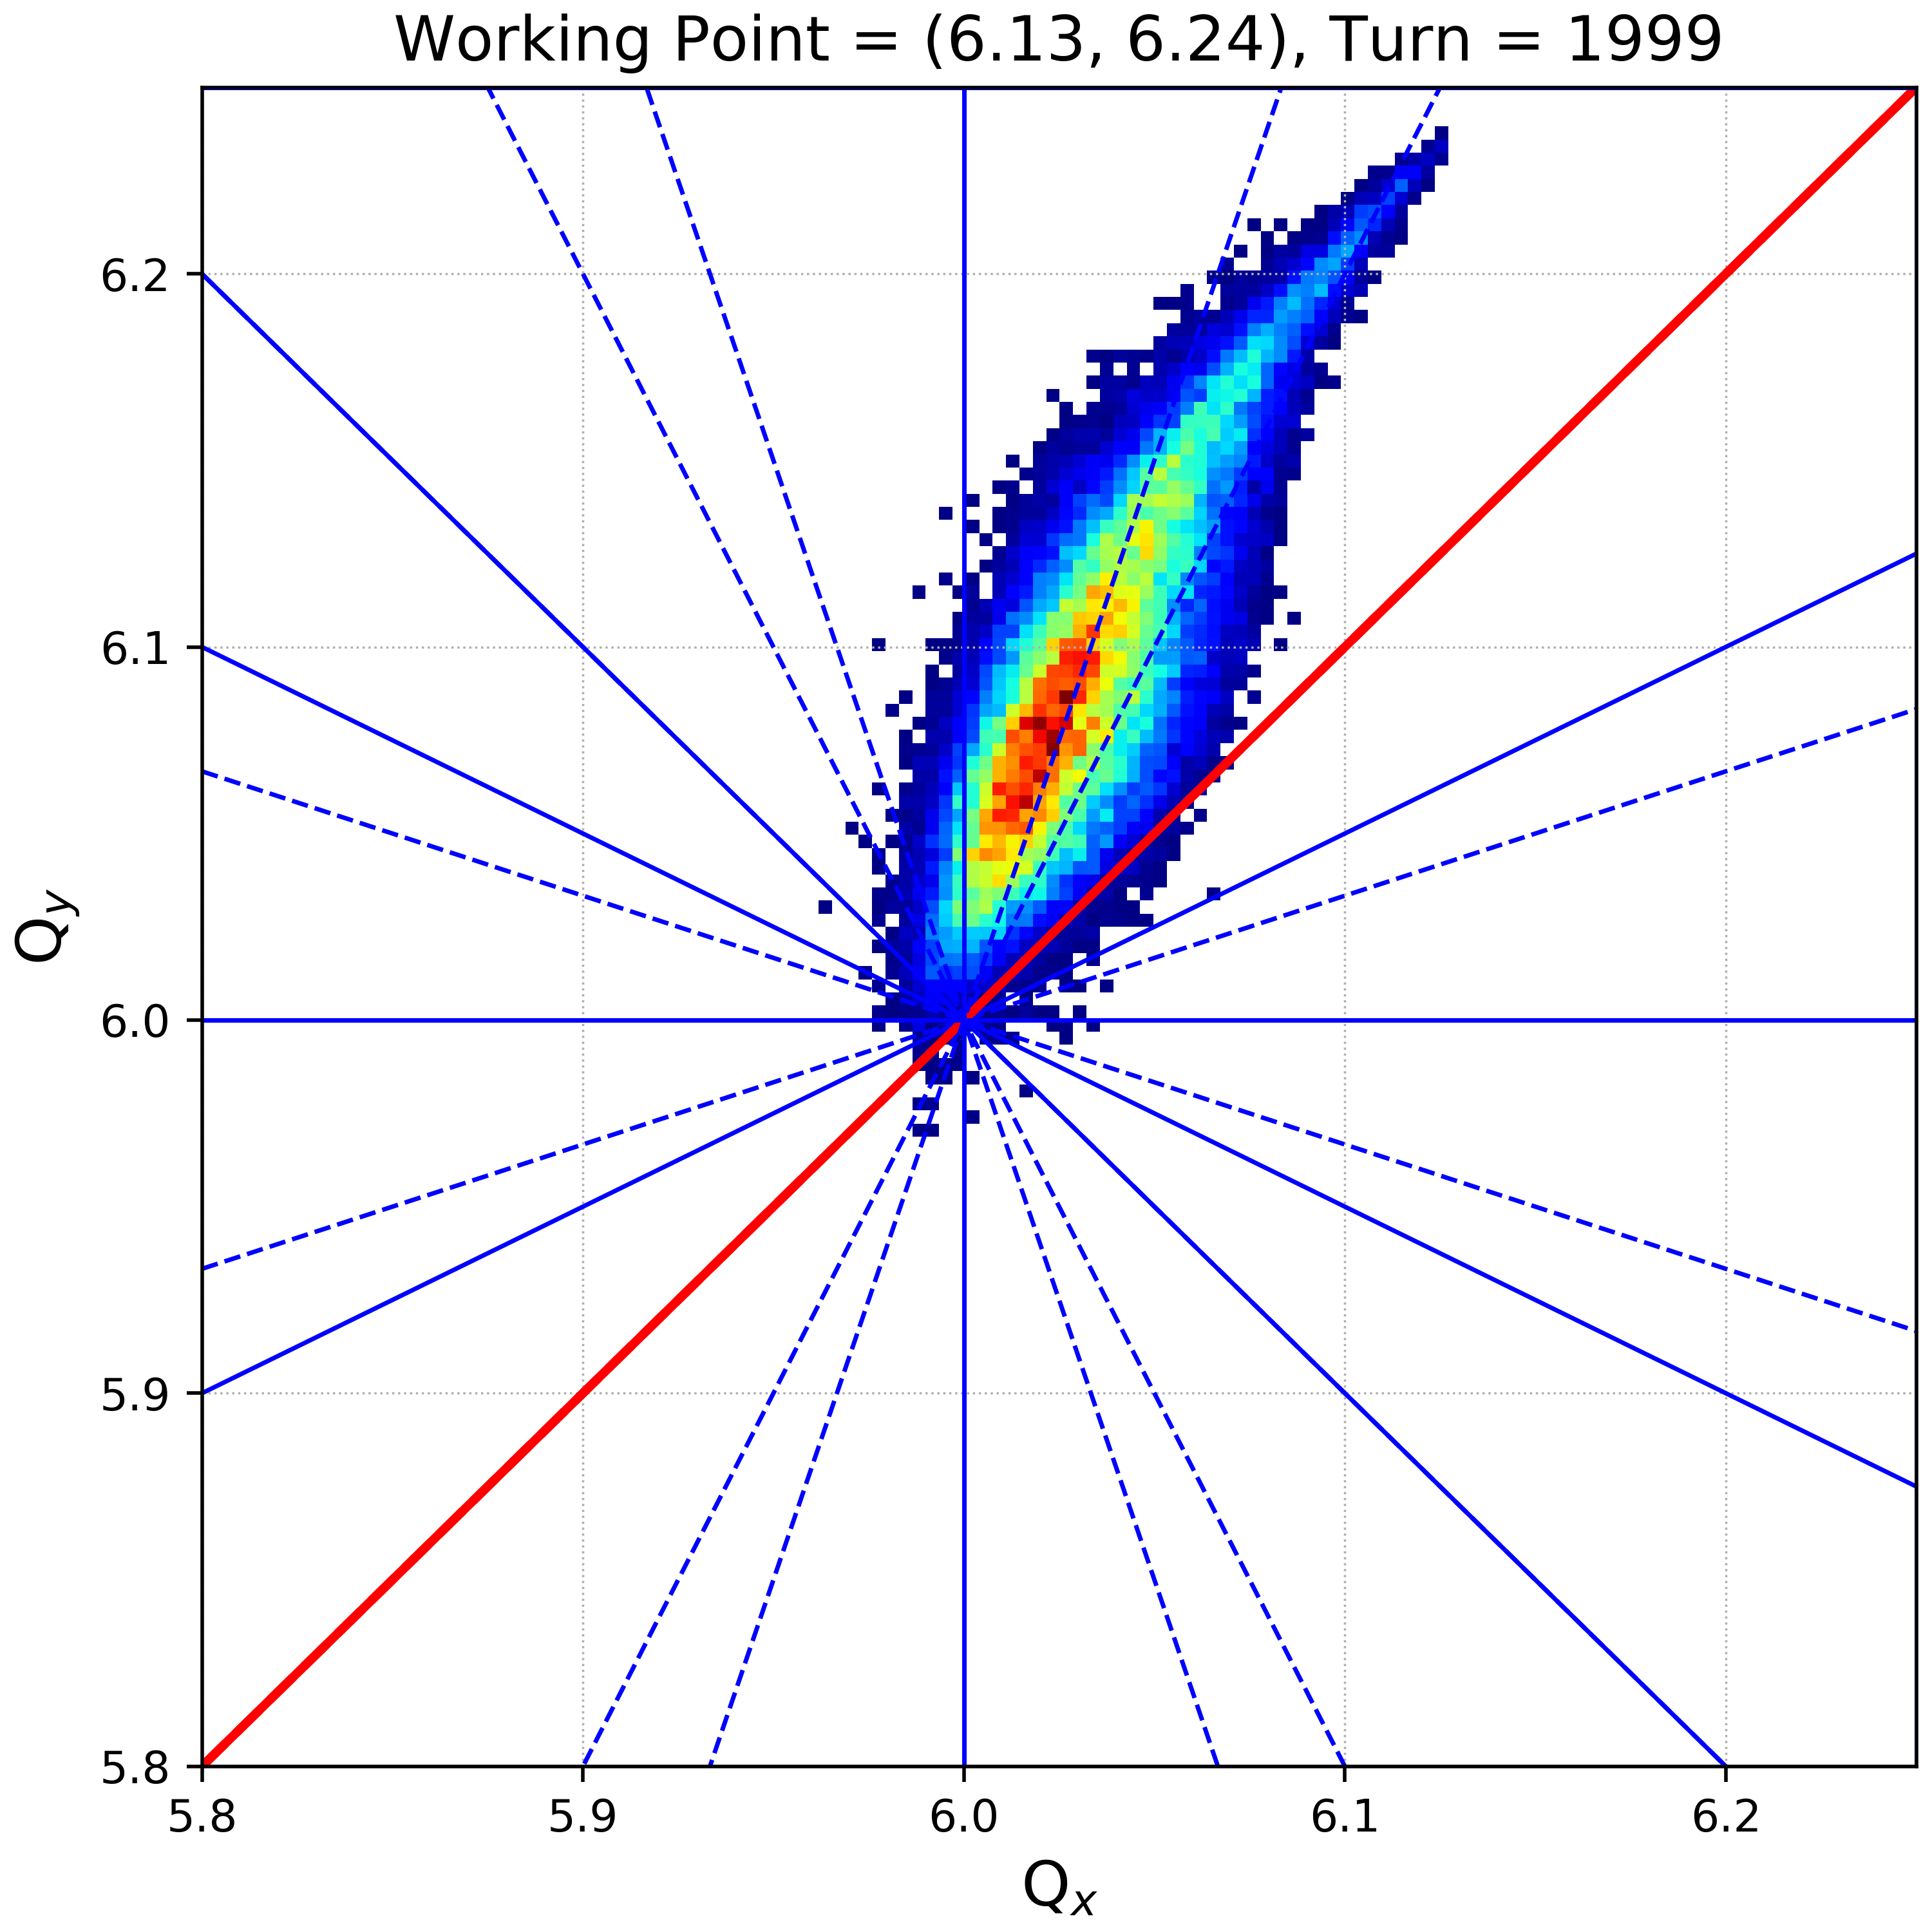 Working Point = (6.13, 6.24), Turn = 1999
6.2
6.1
6.0
5.9
5.8
Qy
5.8 5.9 6.0 6.1 6.2
Qx